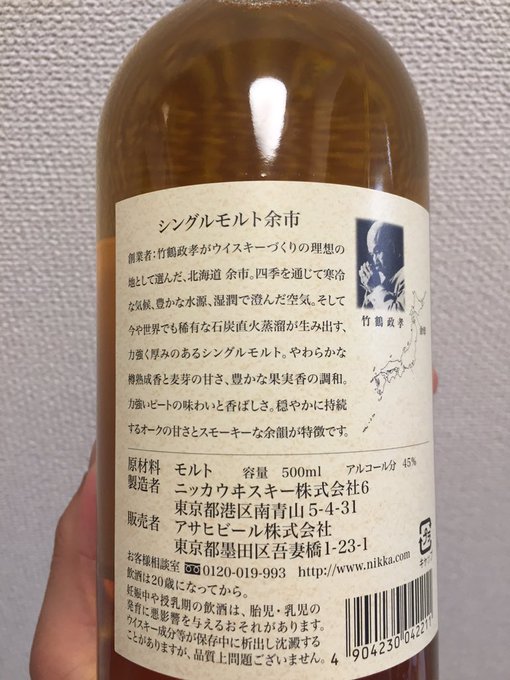 シングルモルト余市
創業者:竹鶴政孝がウイスキーづくりの理想の
地として選んだ、北海道 余市。四季を通じて寒冷
な気候、豊かな水源、湿潤で澄んだ空気。そして
今や世界でも稀有な石炭直火蒸溜が生み出す、
力強く厚みのあるシングルモルト。やわらかな
樽熟成香と麦芽の甘さ、豊かな果実香の調和。
力強いピートの味わいと香ばしさ。穏やかに持続
するオークの甘さとスモーキーな余韻が特徴です。
竹鶴政孝
原材料 モルト 容量 500ml アルコール分 45%
製造者 ニッカウヰスキー株式会社6
東京都港区南青山5-4-31
販売者 アサヒビール株式会社
東京都墨田区吾妻橋1-23-1
お客様相談室 0120-019-993 http://www.nikka.com
飲酒は20歳になってから。
妊娠中や授乳期の飲酒は、胎児・乳児の
発育に悪影響を与えるおそれがあります。
ウイスキー成分等が保存中に析出し沈澱する
ことがありますが、品質上問題ございません。
4 904230 04221